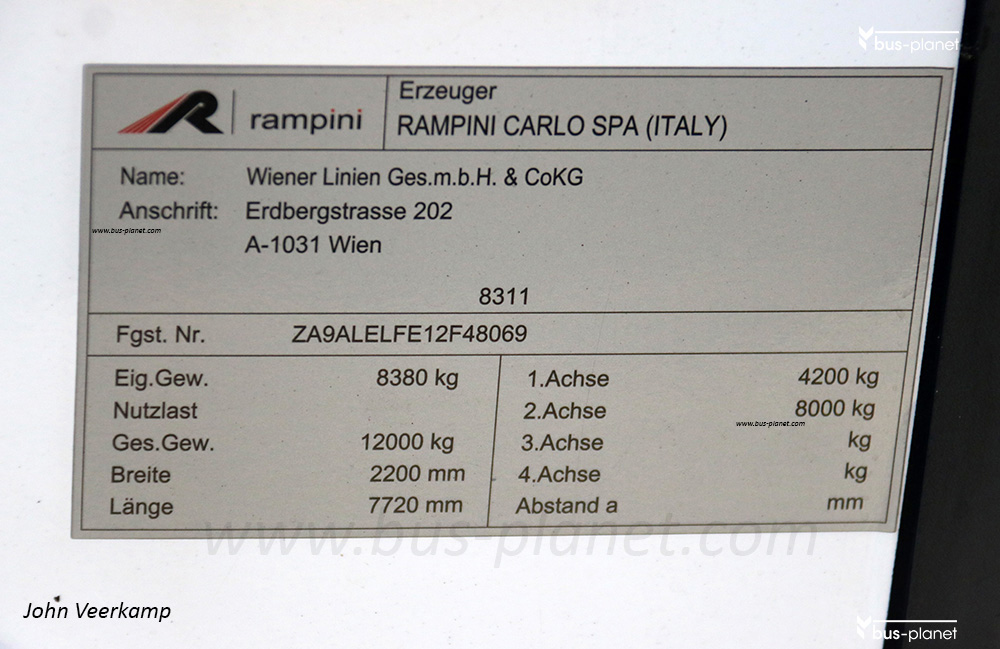 bus-planet
rampini
Erzeuger
RAMPINI CARLO SPA (ITALY)
Name: Wiener Linien Ges.m.b.H. & CoKG
Anschrift: Erdbergstrasse 202
www.bus-planet.com
A-1031 Wien
8311
Fgst. Nr. ZA9ALELFE12F48069
Eig.Gew. 8380 kg 1.Achse 4200 kg
Nutzlast 2.Achse 8000 kg
www.bus-planet.com
Ges.Gew. 12000 kg 3.Achse kg
Breite 2200 mm 4.Achse kg
Länge 7720 mm Abstand a mm
www.bus-planet.com
John Veerkamp
bus-planet